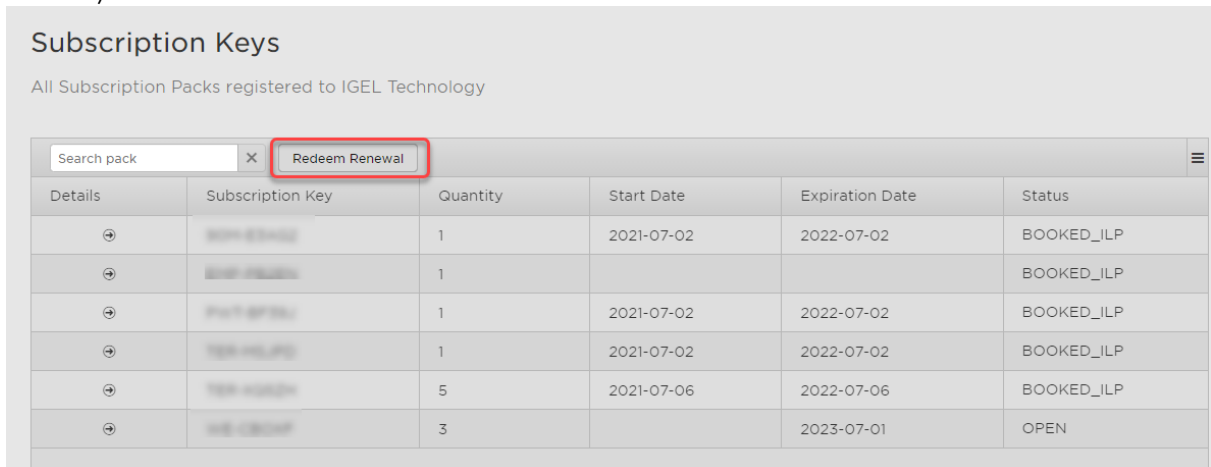 Subscription Keys
All Subscription Packs registered to IGEL Technology
Search pack Redeem Renewal
Details Subscription Key Quantity Start Date Expiration Date Status
1 2021-07-02 2022-07-02 BOOKED_ILP
1 BOOKED_ILP
1 2021-07-02 2022-07-02 BOOKED_ILP
1 2021-07-02 2022-07-02 BOOKED_ILP
5 2021-07-06 2022-07-06 BOOKED_ILP
3 2023-07-01 OPEN